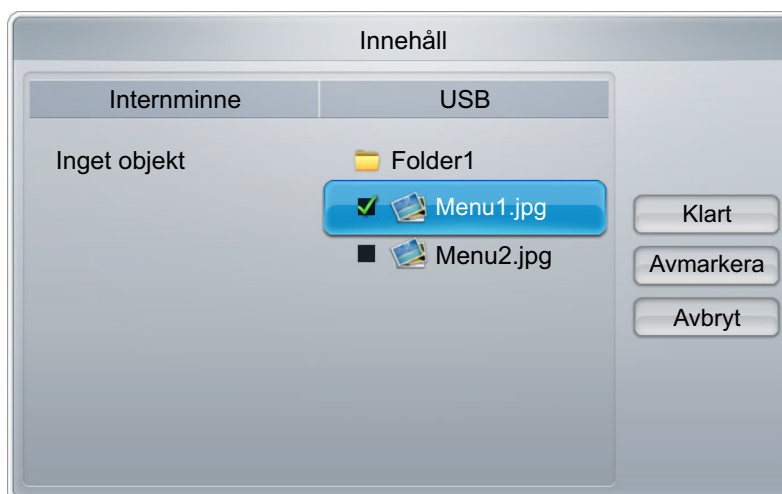 Innehåll
Internminne USB
Inget objekt Folder1
Menu1.jpg
Klart
Menu2.jpg
Avmarkera
Avbryt